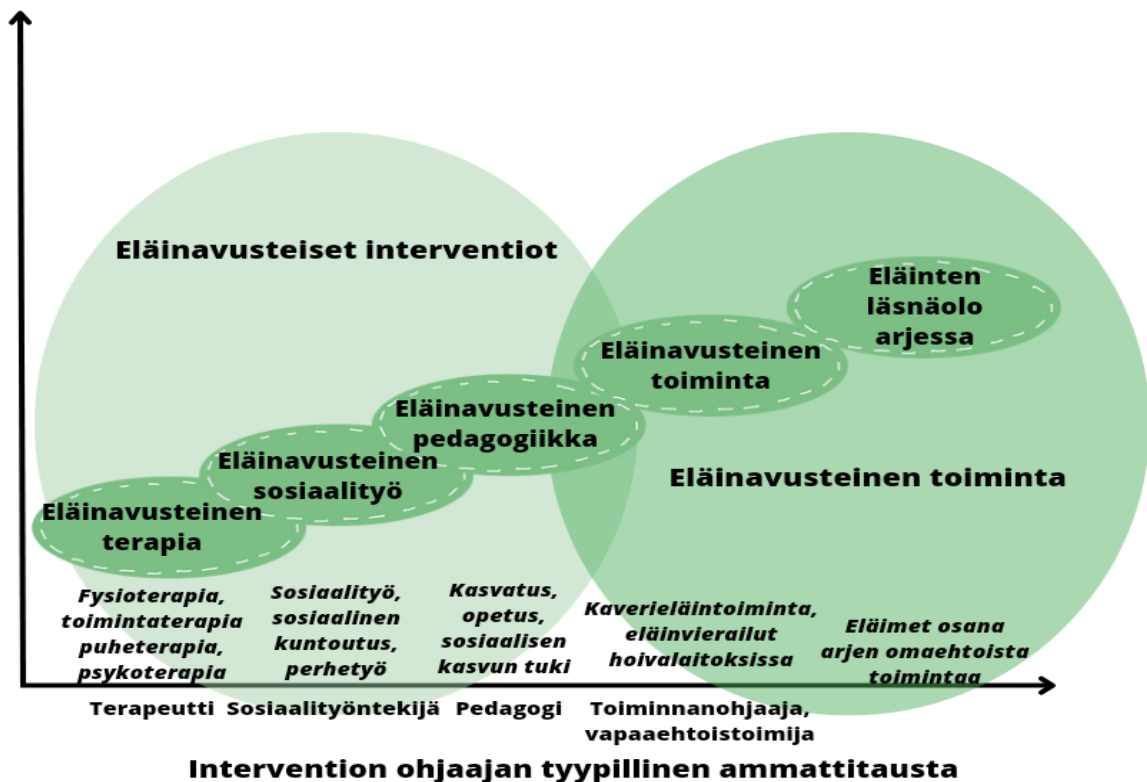 Eläinavusteiset interventiot
Eläinten
läsnäolo
arjessa
Eläinavusteinen
toiminta
Eläinavusteinen
pedagogiikka
Eläinavusteinen
sosiaalityö
Eläinavusteinen
terapia
Eläinavusteinen toiminta
Fysioterapia,
toimintaterapia
puheterapia,
psykoterapia
Sosiaalityö,
sosiaalinen
kuntoutus,
perhetyö
Kasvatus,
opetus,
sosiaalisen
kasvun tuki
Kaverieläintoiminta,
eläinvierailut
hoivalaitoksissa
Eläimet osana
arjen omaehtoista
toimintaa
Terapeutti
Sosiaalityöntekijä
Pedagogi
Toiminnanohjaaja,
vapaaehtoistoimija
Intervention ohjaajan tyypillinen ammattitausta